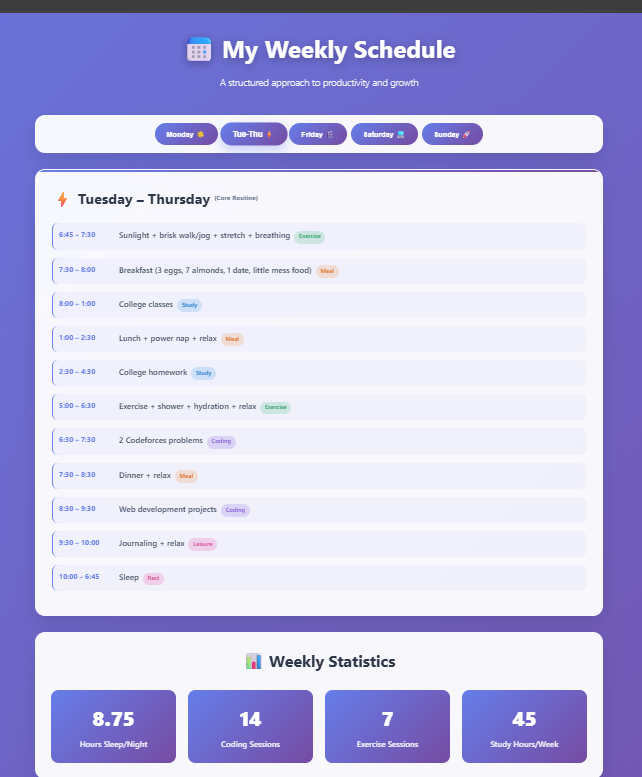 My Weekly Schedule
A structured approach to productivity and growth
Monday Tue-Thu Friday Saturday Sunday
Tuesday – Thursday (Core Routine)
6:45 – 7:30 Sunlight + brisk walk/jog + stretch + breathing Exercise
7:30 – 8:00 Breakfast (3 eggs, 7 almonds, 1 date, little mess food) Meal
8:00 – 1:00 College classes Study
1:00 – 2:30 Lunch + power nap + relax Meal
2:30 – 4:30 College homework Study
5:00 – 6:30 Exercise + shower + hydration + relax Exercise
6:30 – 7:30 2 Codeforces problems Coding
7:30 – 8:30 Dinner + relax Meal
8:30 – 9:30 Web development projects Coding
9:30 – 10:00 Journaling + relax Leisure
10:00 – 6:45 Sleep Rest
Weekly Statistics
8.75 14 7 45
Hours Sleep/Night Coding Sessions Exercise Sessions Study Hours/Week